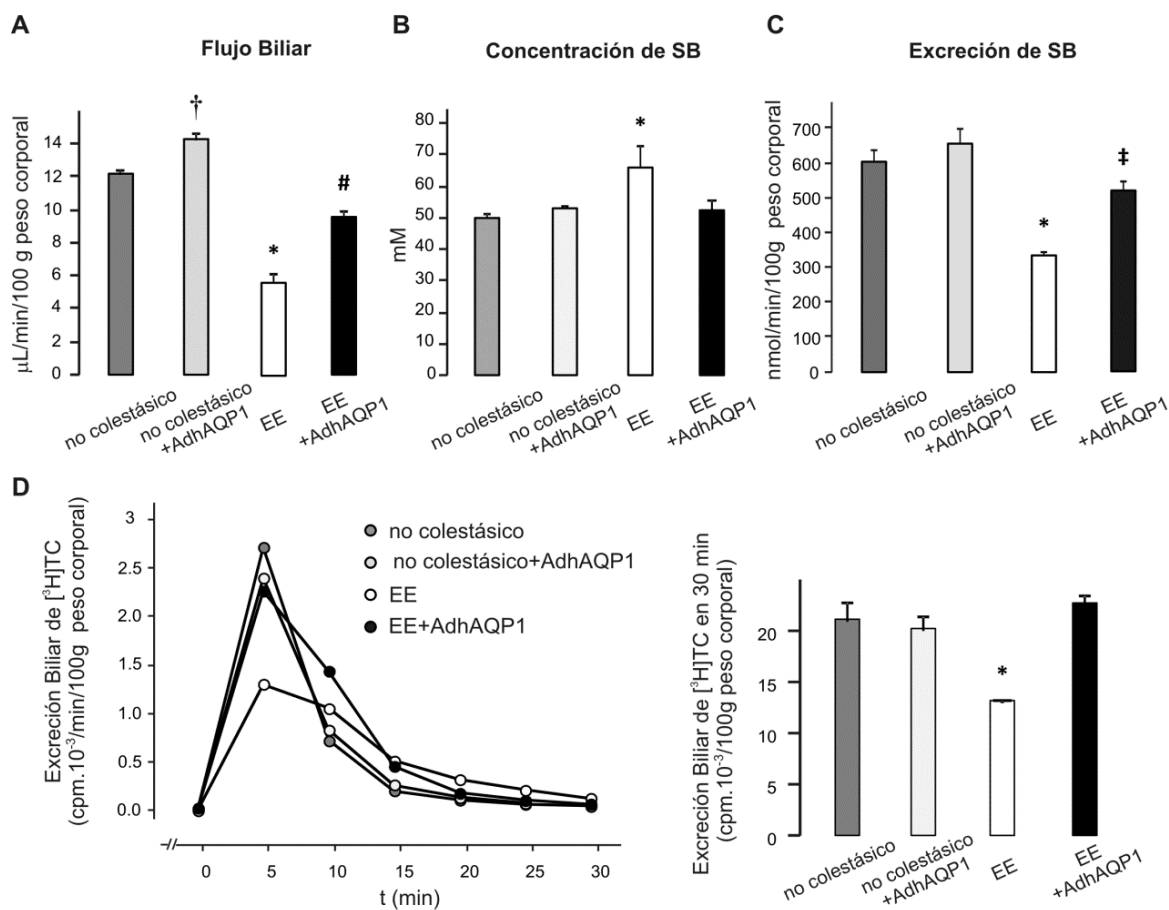 A
Flujo Biliar
μL/min/100 g peso corporal
14
12
10
8
6
4
2
0
†
*
#
no colestásico
no colestásico
+AdhAQP1
EE
EE
+AdhAQP1
B
Concentración de SB
mM
80
70
60
50
40
30
20
10
0
*
no colestásico
no colestásico
+AdhAQP1
EE
EE
+AdhAQP1
C
Excreción de SB
nmol/min/100g peso corporal
700
600
500
400
300
200
100
0
*
‡
no colestásico
no colestásico
+AdhAQP1
EE
EE
+AdhAQP1
D
Excreción Biliar de [³H]TC
(cpm.10⁻³/min/100g peso corporal)
3
2.5
2.0
1.5
1.0
0.5
0.0
no colestásico
no colestásico+AdhAQP1
EE
EE+AdhAQP1
0 5 10 15 20 25 30
t (min)
Excreción Biliar de [³H]TC en 30 min
(cpm.10⁻³/100g peso corporal)
20
15
10
5
0
*
no colestásico
no colestásico
+AdhAQP1
EE
EE
+AdhAQP1